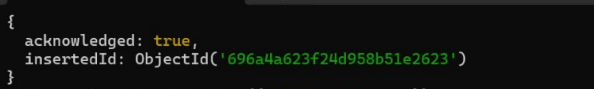 {
  acknowledged: true,
  insertedId: ObjectId('696a4a623f24d958b51e2623')
}